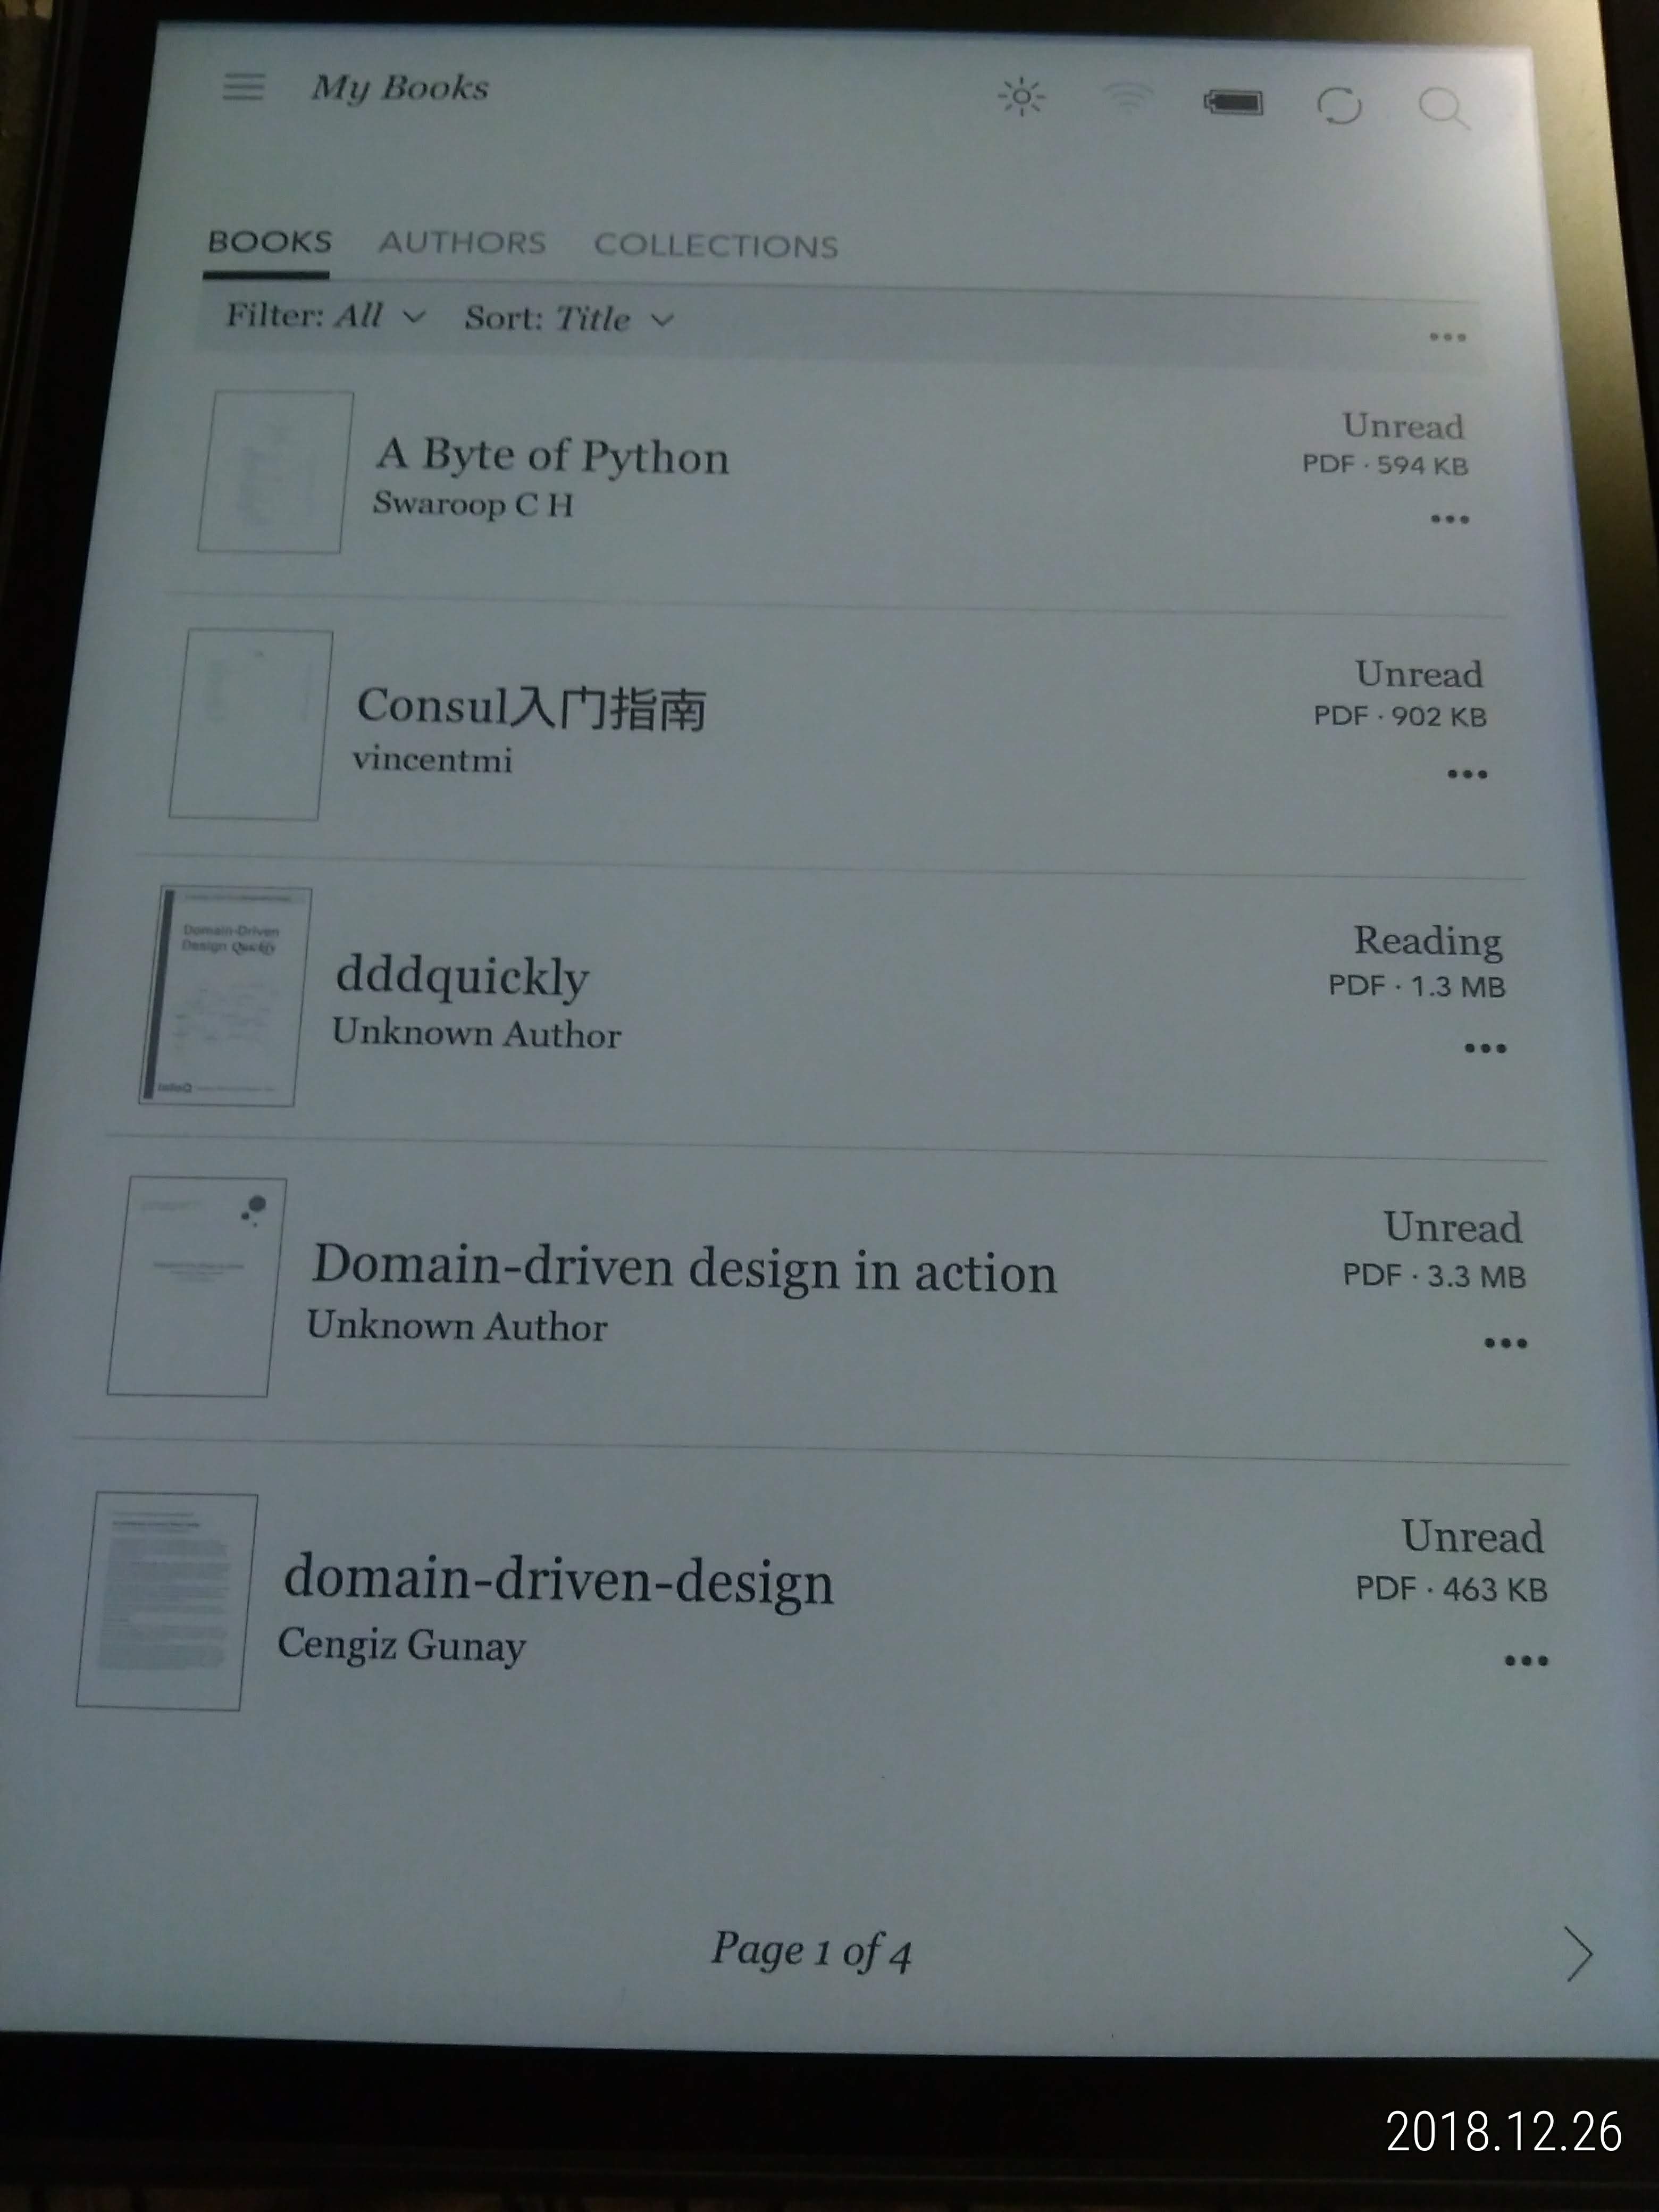 My Books
BOOKS AUTHORS COLLECTIONS
Filter: All Sort: Title
A Byte of Python
Swaroop C H
Unread
PDF · 594 KB
Consul入门指南
vincentmi
Unread
PDF · 902 KB
Domain-Driven
Design Quickly
InfoQ
dddquickly
Unknown Author
Reading
PDF · 1.3 MB
Domain-driven design in action
Unknown Author
Unread
PDF · 3.3 MB
domain-driven-design
Cengiz Gunay
Unread
PDF · 463 KB
Page 1 of 4
2018.12.26